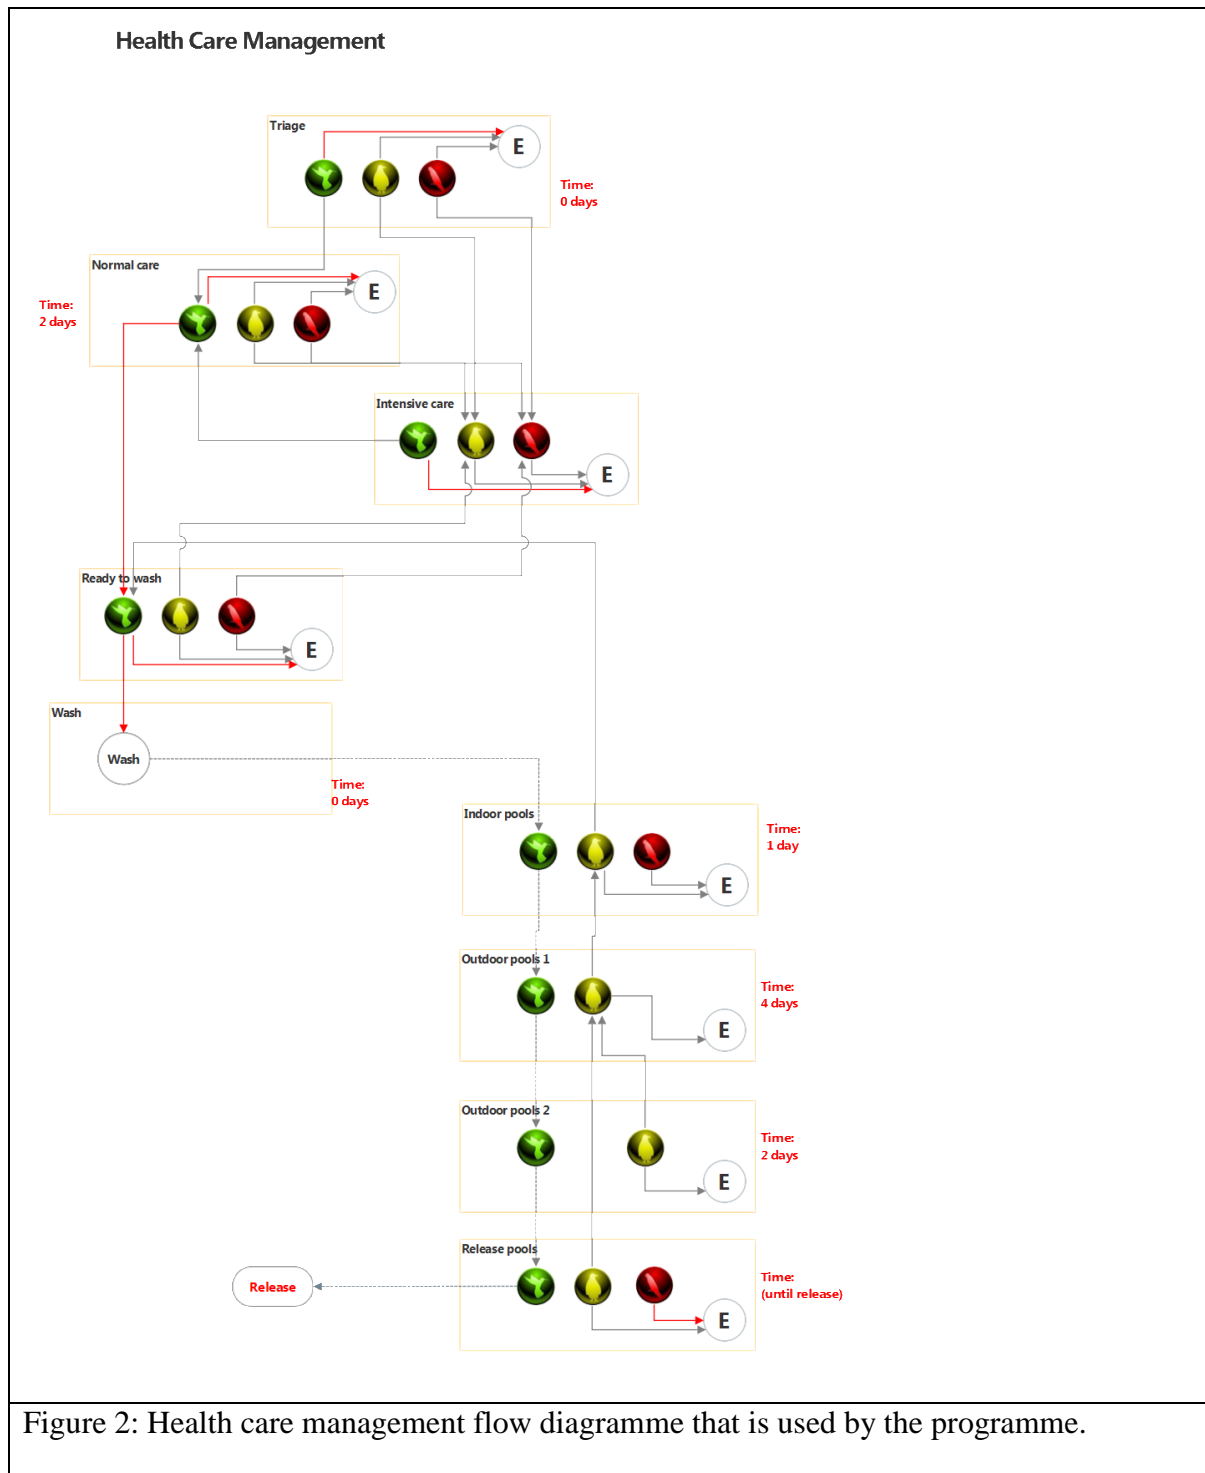 Health Care Management
Triage
E
Time:
0 days
Normal care
E
Time:
2 days
Intensive care
E
Ready to wash
E
Wash
Wash
Time:
0 days
Indoor pools
E
Time:
1 day
Outdoor pools 1
E
Time:
4 days
Outdoor pools 2
E
Time:
2 days
Release pools
E
Time:
(until release)
Release
Figure 2: Health care management flow diagramme that is used by the programme.